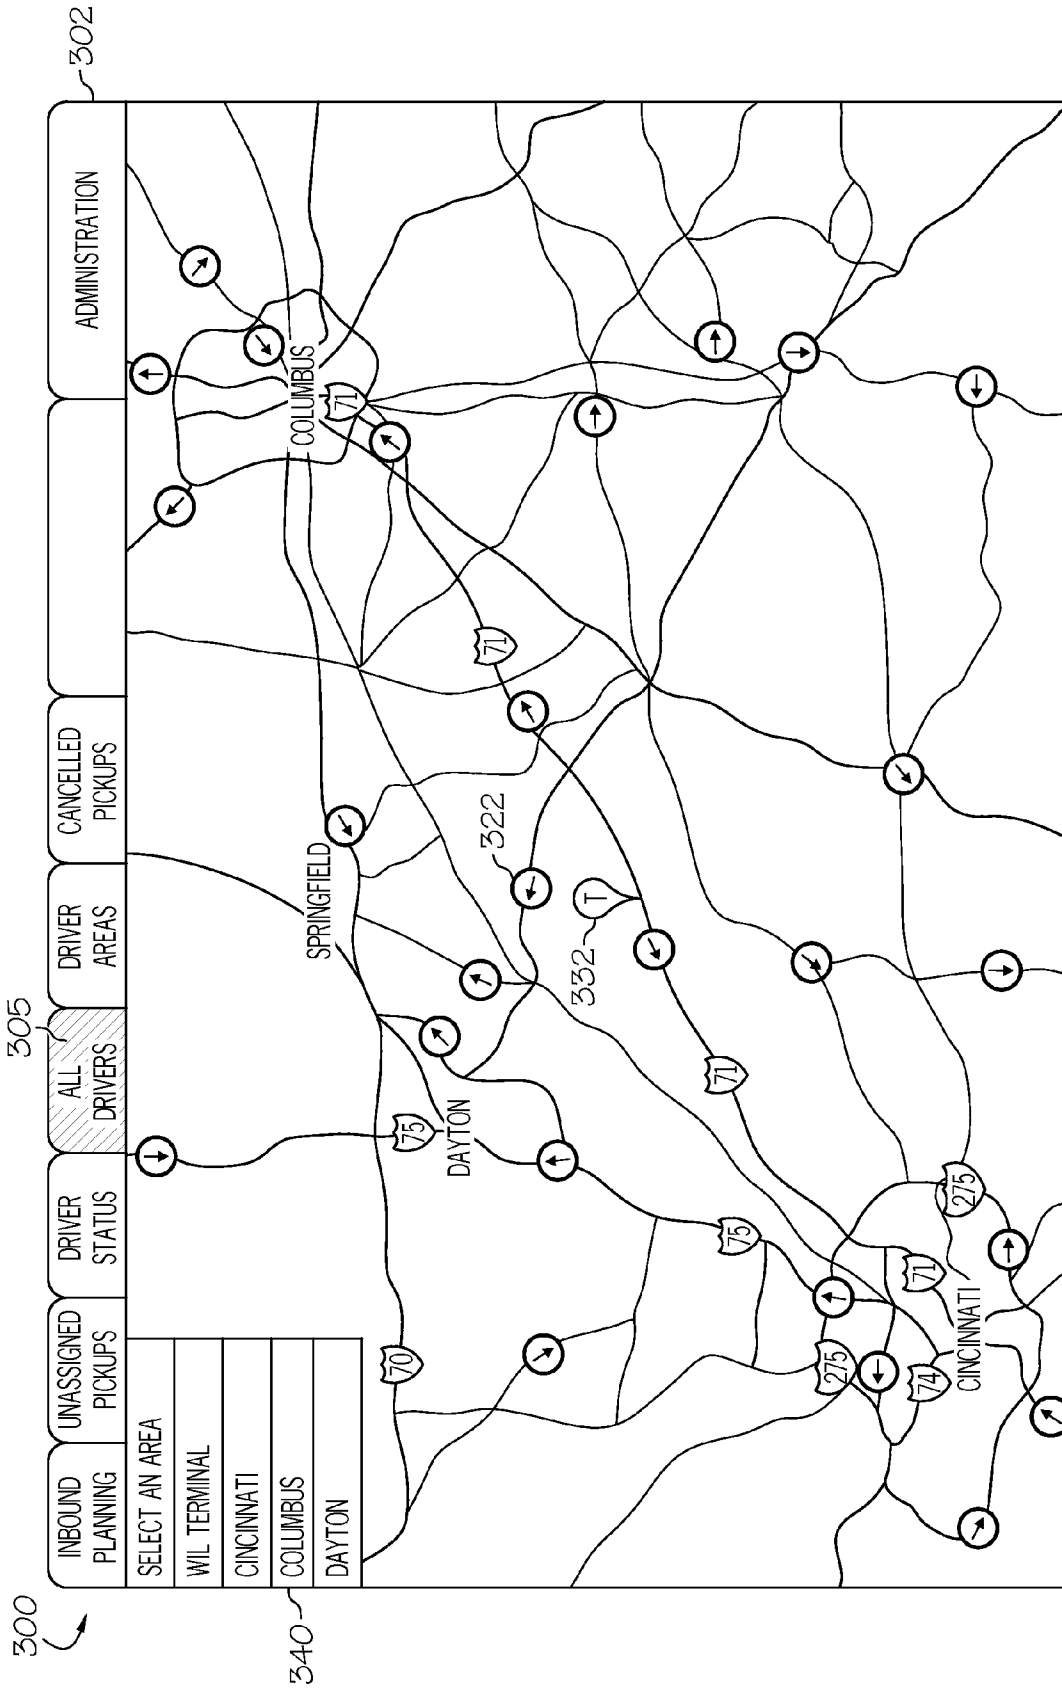 300
302
305
INBOUND
PLANNING
UNASSIGNED
PICKUPS
DRIVER
STATUS
ALL
DRIVERS
DRIVER
AREAS
CANCELLED
PICKUPS
ADMINISTRATION
SELECT AN AREA
WIL TERMINAL
CINCINNATI
COLUMBUS
DAYTON
340
COLUMBUS
71
SPRINGFIELD
70
75
DAYTON
71
322
T
332
71
75
275
74
71
275
CINCINNATI